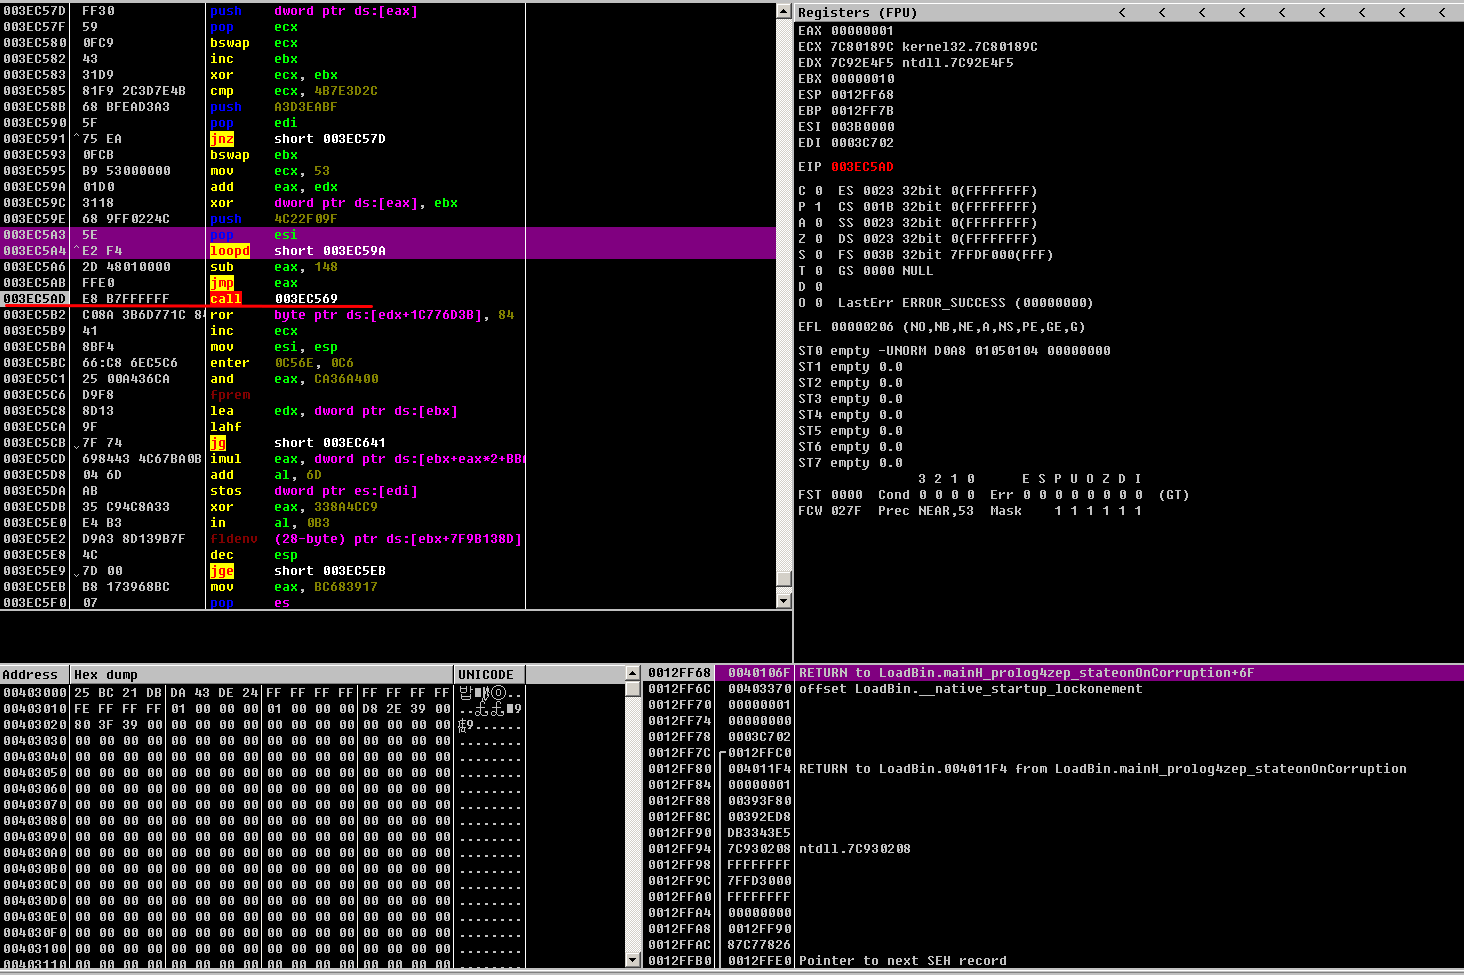 003EC57D FF30 push dword ptr ds:[eax]
003EC57F 59 pop ecx
003EC580 0FC9 bswap ecx
003EC582 43 inc ebx
003EC583 31D9 xor ecx, ebx
003EC585 81F9 2C3D7E4B cmp ecx, 4B7E3D2C
003EC58B 68 BFEAD3A3 push A3D3EABF
003EC590 5F pop edi
003EC591 ^75 EA jnz short 003EC57D
003EC593 0FCB bswap ebx
003EC595 B9 53000000 mov ecx, 53
003EC59A 01D0 add eax, edx
003EC59C 3118 xor dword ptr ds:[eax], ebx
003EC59E 68 9FF0224C push 4C22F09F
003EC5A3 5E pop esi
003EC5A4 ^E2 F4 loopd short 003EC59A
003EC5A6 2D 48010000 sub eax, 148
003EC5AB FFE0 jmp eax
003EC5AD E8 B7FFFFFF call 003EC569
003EC5B2 C08A 3B6D771C 84 ror byte ptr ds:[edx+1C776D3B], 84
003EC5B9 41 inc ecx
003EC5BA 8BF4 mov esi, esp
003EC5BC 66:C8 6EC5C6 enter 0C56E, 0C6
003EC5C1 25 00A436CA and eax, CA36A400
003EC5C6 D9F8 fprem
003EC5C8 8D13 lea edx, dword ptr ds:[ebx]
003EC5CA 9F lahf
003EC5CB 7F 74 jg short 003EC641
003EC5CD 698443 4C67BA0B imul eax, dword ptr ds:[ebx+eax*2+BB
003EC5D8 04 6D add al, 6D
003EC5DA AB stos dword ptr es:[edi]
003EC5DB 35 C94C8A33 xor eax, 338A4CC9
003EC5E0 E4 B3 in al, 0B3
003EC5E2 D9A3 8D139B7F fldenv (28-byte) ptr ds:[ebx+7F9B138D]
003EC5E8 4C dec esp
003EC5E9 7D 00 jge short 003EC5EB
003EC5EB B8 173968BC mov eax, BC683917
003EC5F0 07 pop es
Registers (FPU) < < < < < < < < <
EAX 00000001
ECX 7C80189C kernel32.7C80189C
EDX 7C92E4F5 ntdll.7C92E4F5
EBX 00000010
ESP 0012FF68
EBP 0012FF7B
ESI 003B0000
EDI 0003C702
EIP 003EC5AD
C 0 ES 0023 32bit 0(FFFFFFFF)
P 1 CS 001B 32bit 0(FFFFFFFF)
A 0 SS 0023 32bit 0(FFFFFFFF)
Z 0 DS 0023 32bit 0(FFFFFFFF)
S 0 FS 003B 32bit 7FFDF000(FFF)
T 0 GS 0000 NULL
D 0
O 0 LastErr ERROR_SUCCESS (00000000)
EFL 00000206 (NO,NB,NE,A,NS,PE,GE,G)
ST0 empty -UNORM D0A8 01050104 00000000
ST1 empty 0.0
ST2 empty 0.0
ST3 empty 0.0
ST4 empty 0.0
ST5 empty 0.0
ST6 empty 0.0
ST7 empty 0.0
3 2 1 0 E S P U O Z D I
FST 0000 Cond 0 0 0 0 Err 0 0 0 0 0 0 0 0 (GT)
FCW 027F Prec NEAR,53 Mask 1 1 1 1 1 1
Address Hex dump UNICODE
00403000 25 BC 21 DB DA 43 DE 24 FF FF FF FF FF FF FF FF
00403010 FE FF FF FF 01 00 00 00 01 00 00 00 D8 2E 39 00
00403020 80 3F 39 00 00 00 00 00 00 00 00 00 00 00 00 00
00403030 00 00 00 00 00 00 00 00 00 00 00 00 00 00 00 00 ........
00403040 00 00 00 00 00 00 00 00 00 00 00 00 00 00 00 00 ........
00403050 00 00 00 00 00 00 00 00 00 00 00 00 00 00 00 00 ........
00403060 00 00 00 00 00 00 00 00 00 00 00 00 00 00 00 00 ........
00403070 00 00 00 00 00 00 00 00 00 00 00 00 00 00 00 00 ........
00403080 00 00 00 00 00 00 00 00 00 00 00 00 00 00 00 00 ........
00403090 00 00 00 00 00 00 00 00 00 00 00 00 00 00 00 00 ........
004030A0 00 00 00 00 00 00 00 00 00 00 00 00 00 00 00 00 ........
004030B0 00 00 00 00 00 00 00 00 00 00 00 00 00 00 00 00 ........
004030C0 00 00 00 00 00 00 00 00 00 00 00 00 00 00 00 00 ........
004030D0 00 00 00 00 00 00 00 00 00 00 00 00 00 00 00 00 ........
004030E0 00 00 00 00 00 00 00 00 00 00 00 00 00 00 00 00 ........
004030F0 00 00 00 00 00 00 00 00 00 00 00 00 00 00 00 00 ........
00403100 00 00 00 00 00 00 00 00 00 00 00 00 00 00 00 00 ........
00403110 00 00 00 00 00 00 00 00 00 00 00 00 00 00 00 00 ........
0012FF68 0040106F RETURN to LoadBin.mainH_prolog4zep_stateonOnCorruption+6F
0012FF6C 00403370 offset LoadBin.__native_startup_lockonement
0012FF70 00000001
0012FF74 00000000
0012FF78 0003C702
0012FF7C 0012FFC0
0012FF80 004011F4 RETURN to LoadBin.004011F4 from LoadBin.mainH_prolog4zep_stateonOnCorruption
0012FF84 00000001
0012FF88 00393F80
0012FF8C 00392ED8
0012FF90 DB3343E5
0012FF94 7C930208 ntdll.7C930208
0012FF98 FFFFFFFF
0012FF9C 7FFD3000
0012FFA0 FFFFFFFF
0012FFA4 00000000
0012FFA8 0012FF90
0012FFAC 87C77826
0012FFB0 0012FFE0 Pointer to next SEH record